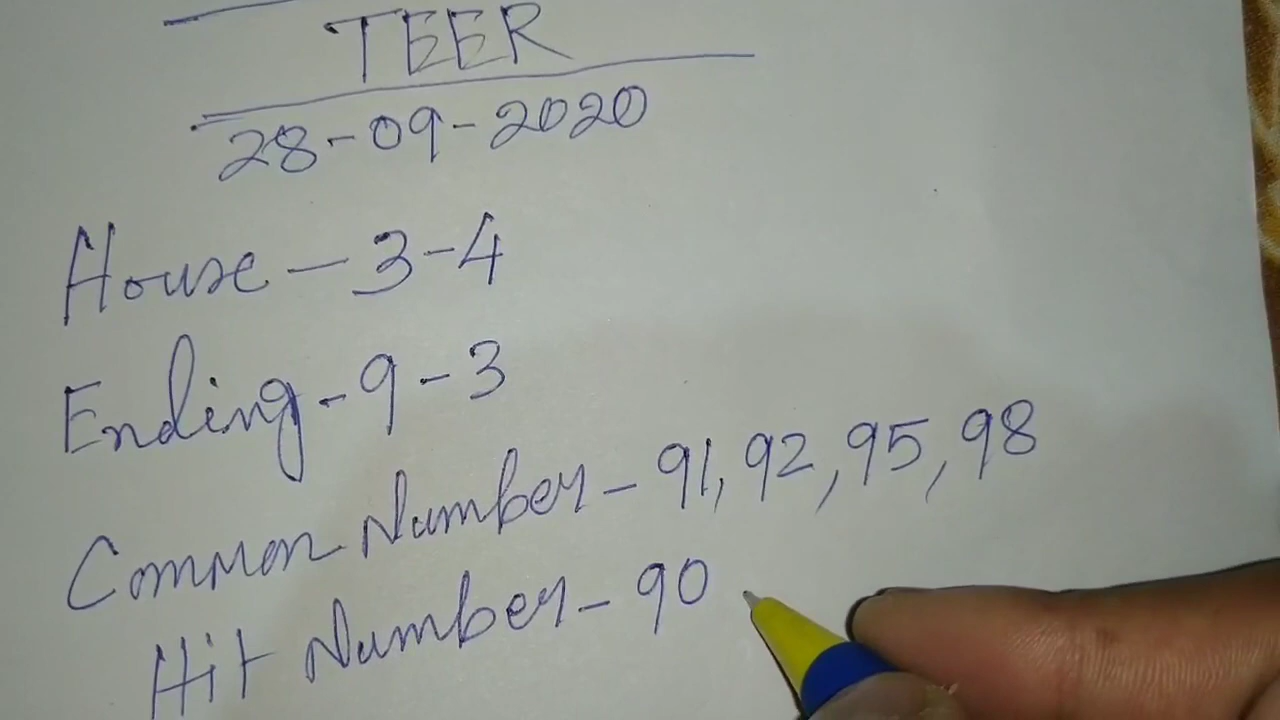 TEER
28-09-2020
House - 3-4
Ending - 9-3
Common Number - 91, 92, 95, 98
Hit Number - 90